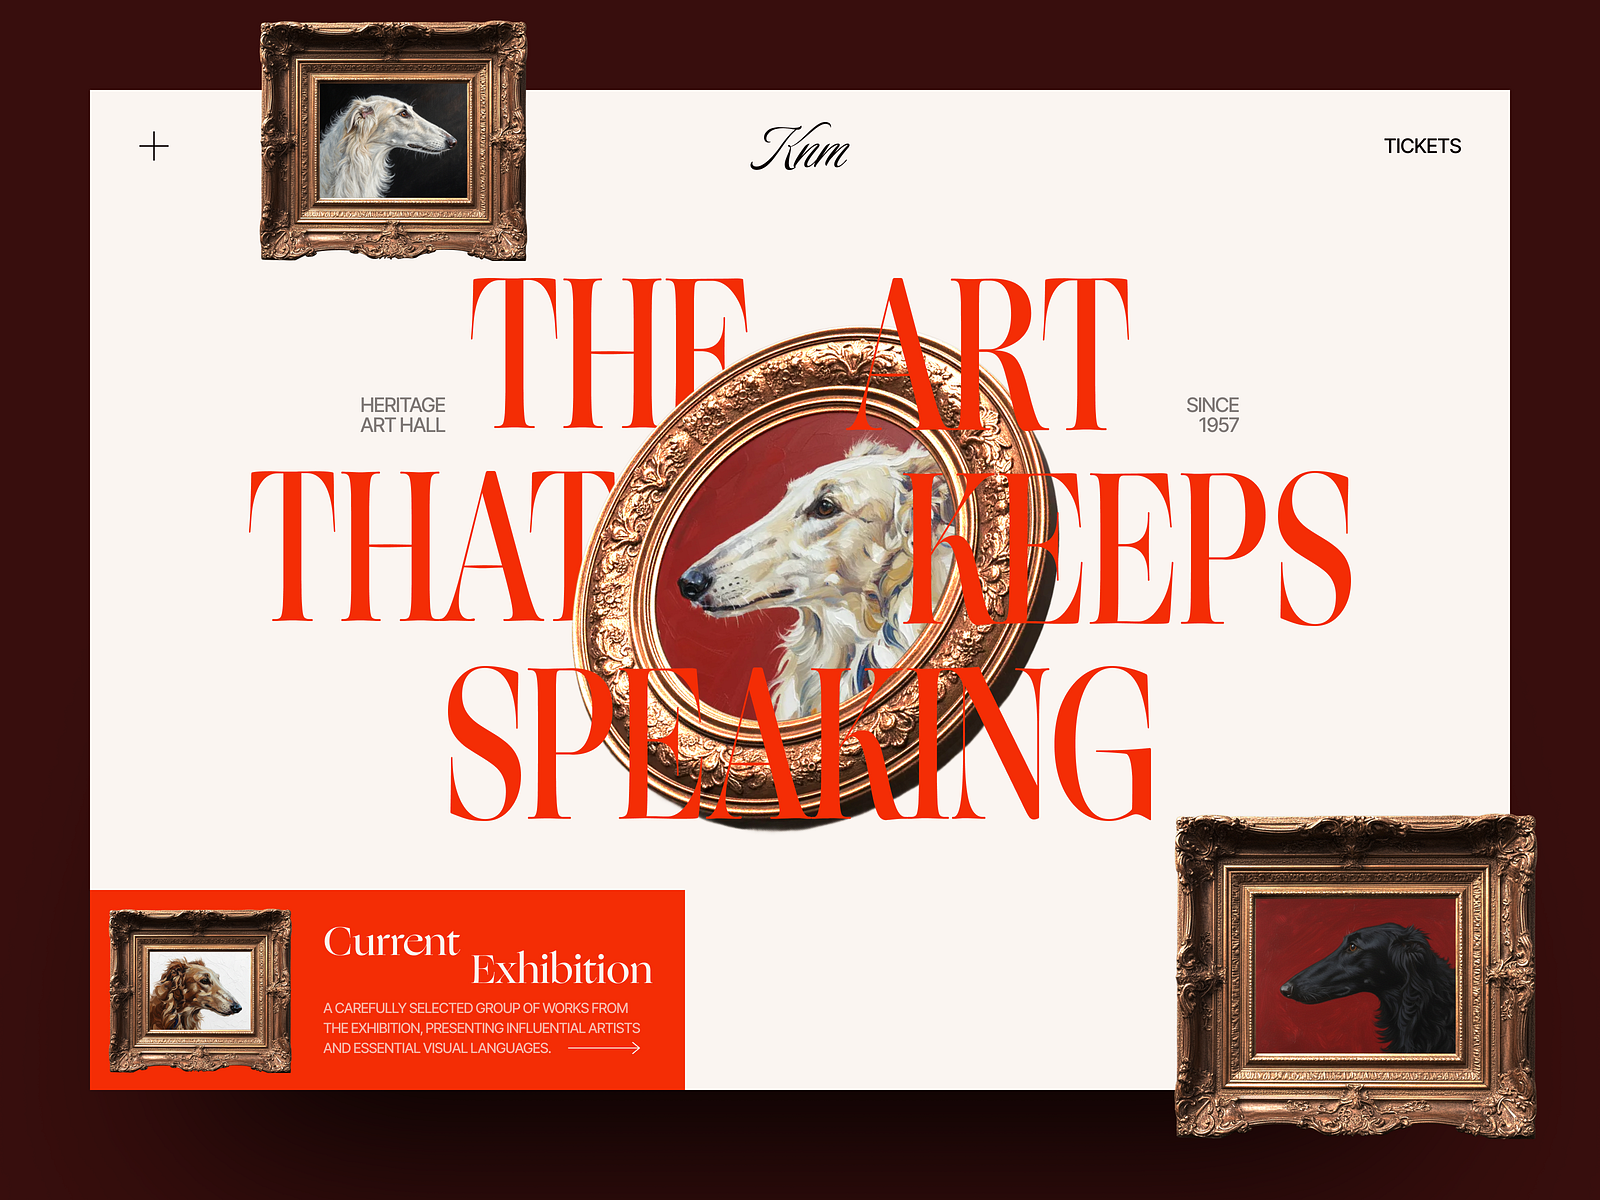 Knm
TICKETS
THE ART
HERITAGE
ART HALL
SINCE
1957
THAT KEEPS
SPEAKING
Current
Exhibition
A CAREFULLY SELECTED GROUP OF WORKS FROM
THE EXHIBITION, PRESENTING INFLUENTIAL ARTISTS
AND ESSENTIAL VISUAL LANGUAGES.